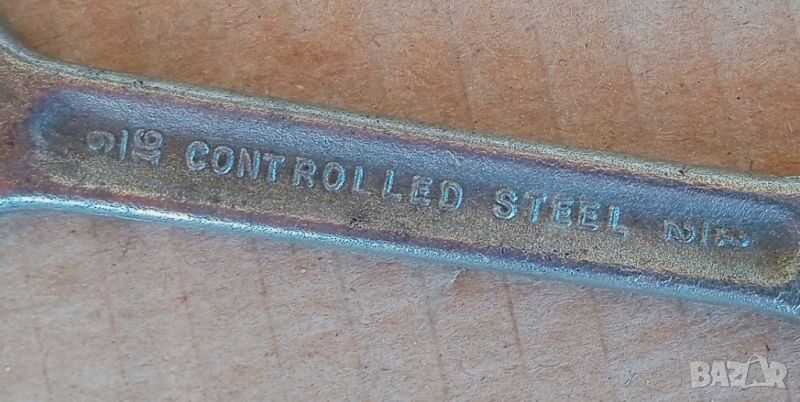 9/16 CONTROLLED STEEL 1/2
BAZAR